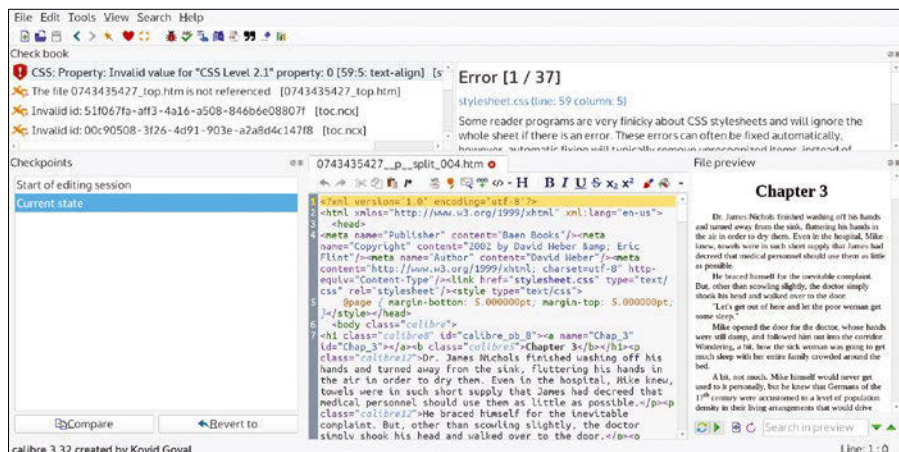 File Edit Tools View Search Help
Check book
CSS: Property: Invalid value for "CSS Level 2.1" property: 0 [59:5: text-align] [s
The file 0743435427_top.htm is not referenced [0743435427_top.htm]
Invalid id: 51f067fa-aff3-4a16-a508-846b6e08807f [toc.ncx]
Invalid id: 00c90508-3f26-4d91-903e-a2a8d4c147f8 [toc.ncx]
Error [1 / 37]
stylesheet.css (line: 59 column: 5)
Some reader programs are very finicky about CSS stylesheets and will ignore the
whole sheet if there is an error. These errors can often be fixed automatically,
however, automatic fixing will typically remove unrecognized items, instead of
Checkpoints
Start of editing session
Current state
Compare
Revert to
0743435427__p__split_004.htm
H B I U S x₂ x²
1 <?xml version='1.0' encoding='utf-8'?>
2 <html xmlns="http://www.w3.org/1999/xhtml" xml:lang="en-us">
3 <head>
4 <meta name="Publisher" content="Baen Books"/><meta
name="Copyright" content="2002 by David Weber &amp; Eric
Flint"/><meta name="Author" content="David Weber"/><meta
content="http://www.w3.org/1999/xhtml; charset=utf-8" http-
equiv="Content-Type"/><link href="stylesheet.css" type="text/
css" rel="stylesheet"/><style type="text/css">
5 @page { margin-bottom: 5.000000pt; margin-top: 5.000000pt;
}</style></head>
6 <body class="calibre">
7 <h1 class="calibre8" id="calibre_pb_8"><a name="Chap_3"
id="Chap_3"></a><b class="calibre5">Chapter 3</b></h1><p
class="calibre12">Dr. James Nichols finished washing off his
hands and turned away from the sink, fluttering his hands in
the air in order to dry them. Even in the hospital, Mike knew,
towels were in such short supply that James had decreed that
medical personnel should use them as little as possible.</p><p
class="calibre12">He braced himself for the inevitable
complaint. But, other than scowling slightly, the doctor
simply shook his head and walked over to the door.</p><p
File preview
Chapter 3
Dr. James Nichols finished washing off his hands
and turned away from the sink, fluttering his hands in
the air in order to dry them. Even in the hospital, Mike
knew, towels were in such short supply that James had
decreed that medical personnel should use them as little
as possible.
He braced himself for the inevitable complaint.
But, other than scowling slightly, the doctor simply
shook his head and walked over to the door.
"Let's get out of here and let the poor woman get
some sleep."
Mike opened the door for the doctor, whose hands
were still damp, and followed him out into the corridor.
Wondering, a bit, how the sick woman was going to get
much sleep with her entire family crowded around the
bed.
A bit, not much. Mike himself would never get
used to it personally, but he knew that Germans of the
17th century were accustomed to a level of population
density in their living arrangements that would drive
Search in preview
calibre 3.32 created by Kovid Goyal
Line: 1 : 0